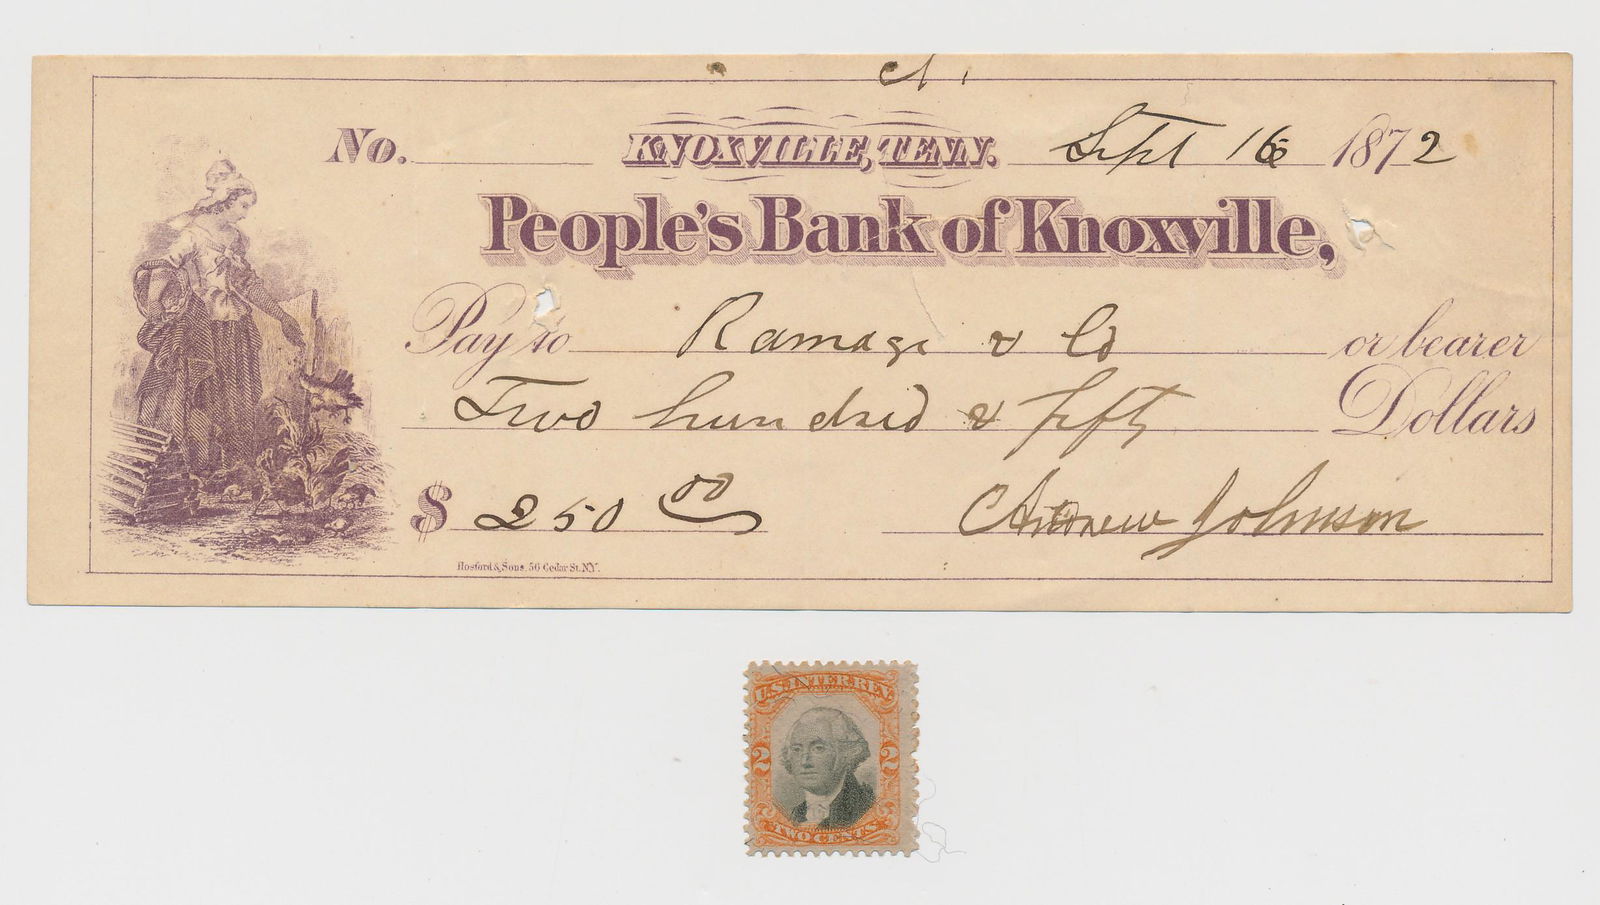 No.
KNOXVILLE, TENN. Sept 16 1872
People's Bank of Knoxville,
Pay to Ramage & Co or bearer
Two hundred & fifty Dollars
$ 250 00
Andrew Johnson
Hosford & Sons, 56 Cedar St. N.Y.
U.S. INTER. REV.
2 2
TWO CENTS